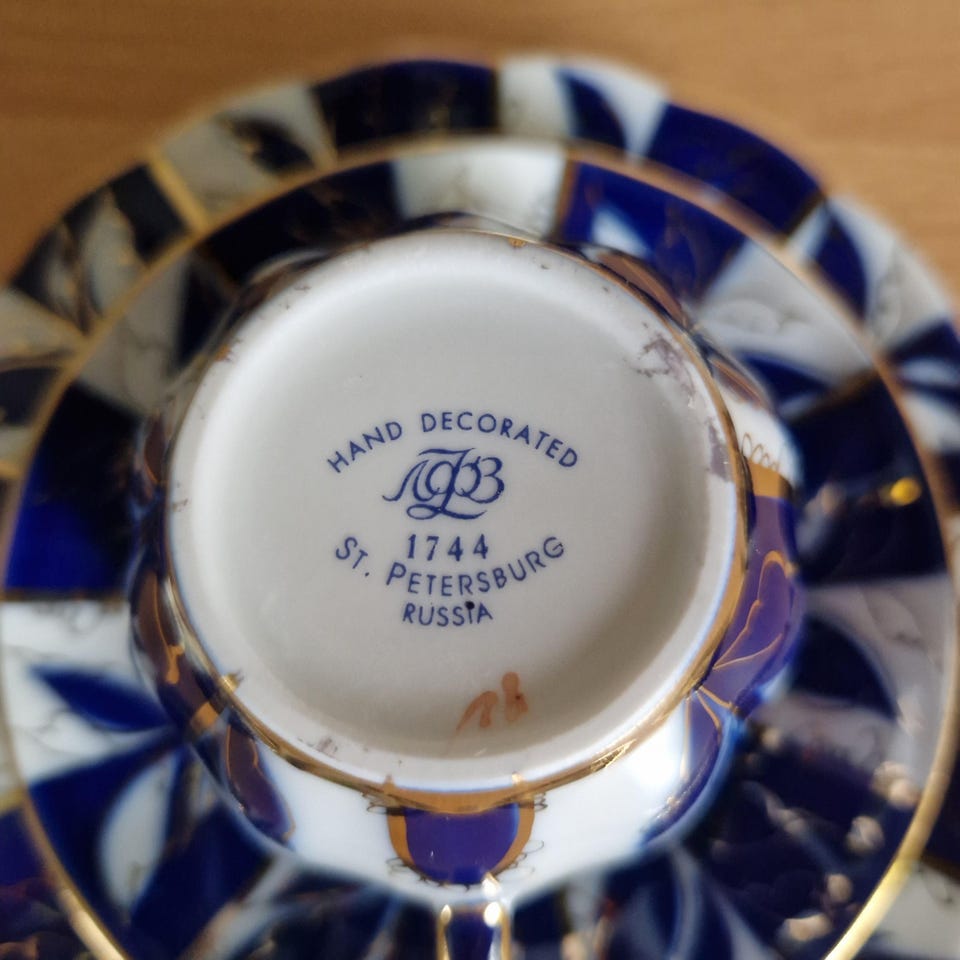 HAND DECORATED
ЛФЗ
1744
ST. PETERSBURG
RUSSIA